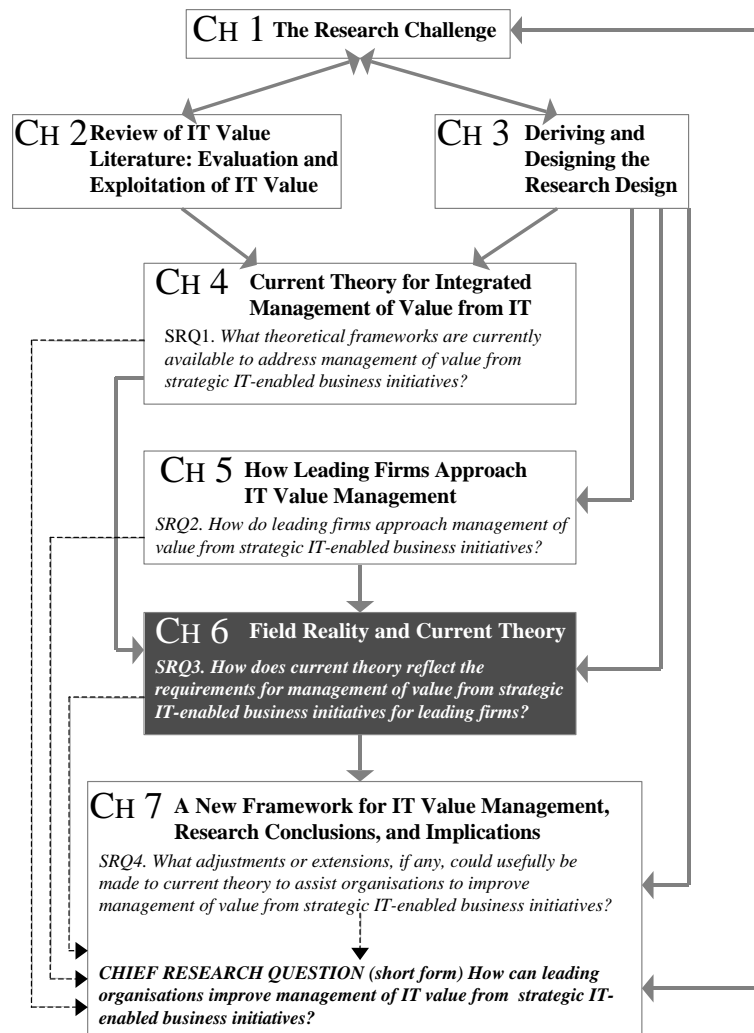 CH 1 The Research Challenge
CH 2 Review of IT Value
Literature: Evaluation and
Exploitation of IT Value
CH 3 Deriving and
Designing the
Research Design
CH 4 Current Theory for Integrated
Management of Value from IT
SRQ1. What theoretical frameworks are currently
available to address management of value from
strategic IT-enabled business initiatives?
CH 5 How Leading Firms Approach
IT Value Management
SRQ2. How do leading firms approach management of
value from strategic IT-enabled business initiatives?
CH 6 Field Reality and Current Theory
SRQ3. How does current theory reflect the
requirements for management of value from strategic
IT-enabled business initiatives for leading firms?
CH 7 A New Framework for IT Value Management,
Research Conclusions, and Implications
SRQ4. What adjustments or extensions, if any, could usefully be
made to current theory to assist organisations to improve
management of value from strategic IT-enabled business initiatives?
CHIEF RESEARCH QUESTION (short form) How can leading
organisations improve management of IT value from strategic IT-
enabled business initiatives?